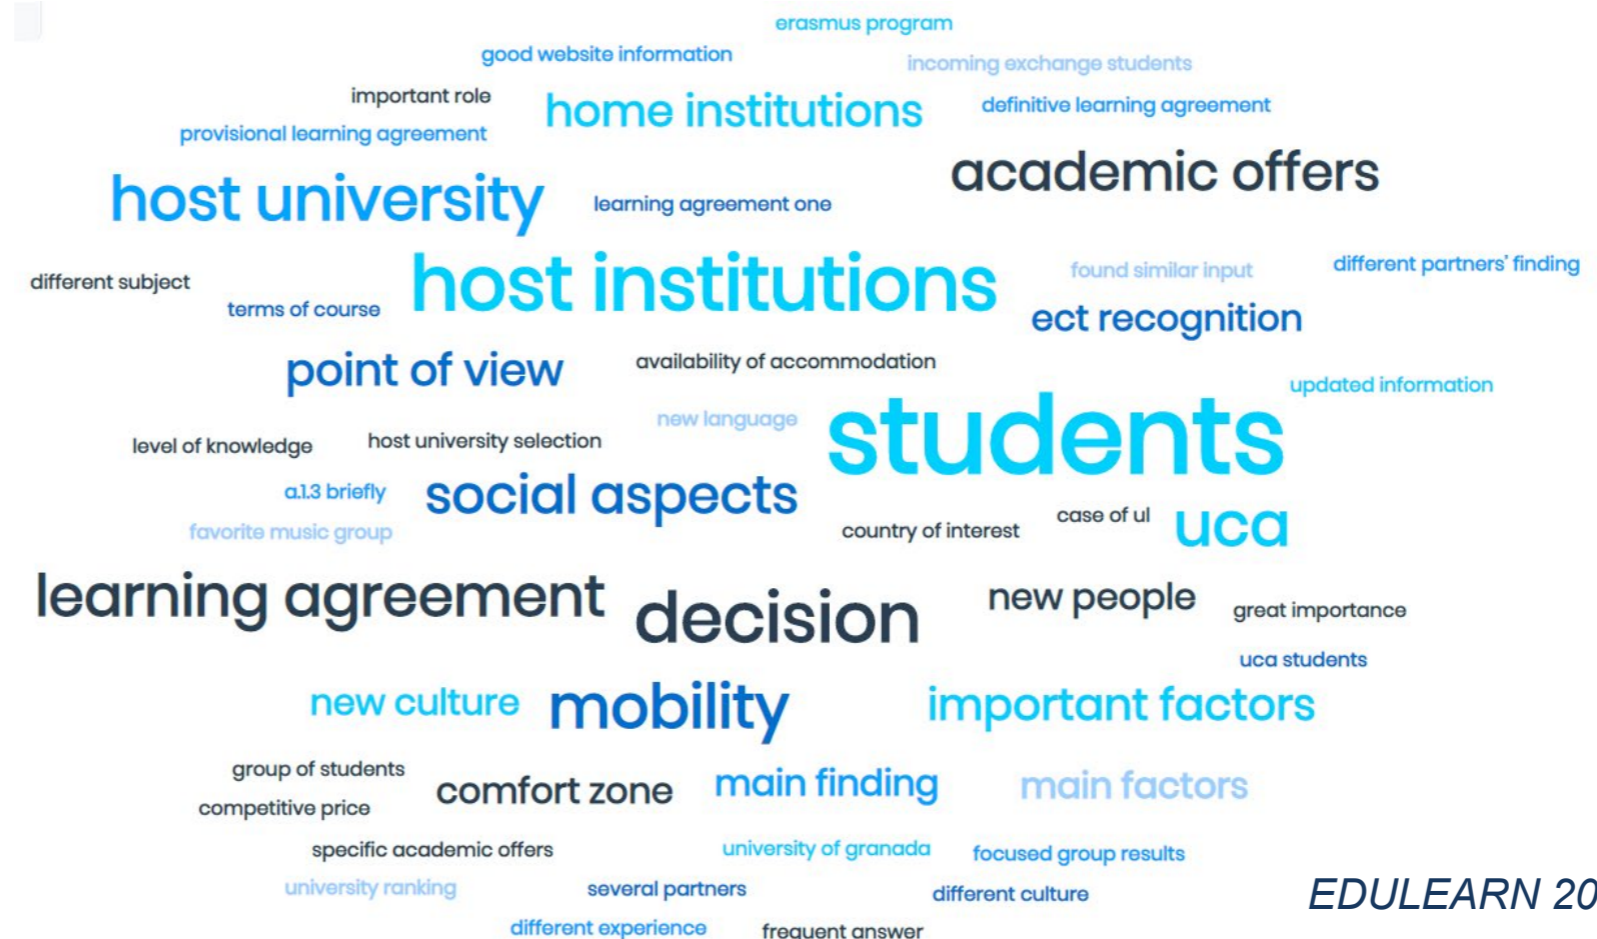 erasmus program
good website information
incoming exchange students
important role
home institutions
definitive learning agreement
provisional learning agreement
academic offers
host university
learning agreement one
host institutions
found similar input
different partners' finding
different subject
terms of course
ect recognition
point of view
availability of accommodation
updated information
new language
students
level of knowledge
host university selection
a.1.3 briefly
social aspects
favorite music group
country of interest
case of ul
uca
learning agreement
decision
new people
great importance
uca students
new culture
mobility
important factors
group of students
comfort zone
main finding
main factors
competitive price
specific academic offers
university of granada
focused group results
university ranking
several partners
different culture
EDULEARN 20
different experience
frequent answer